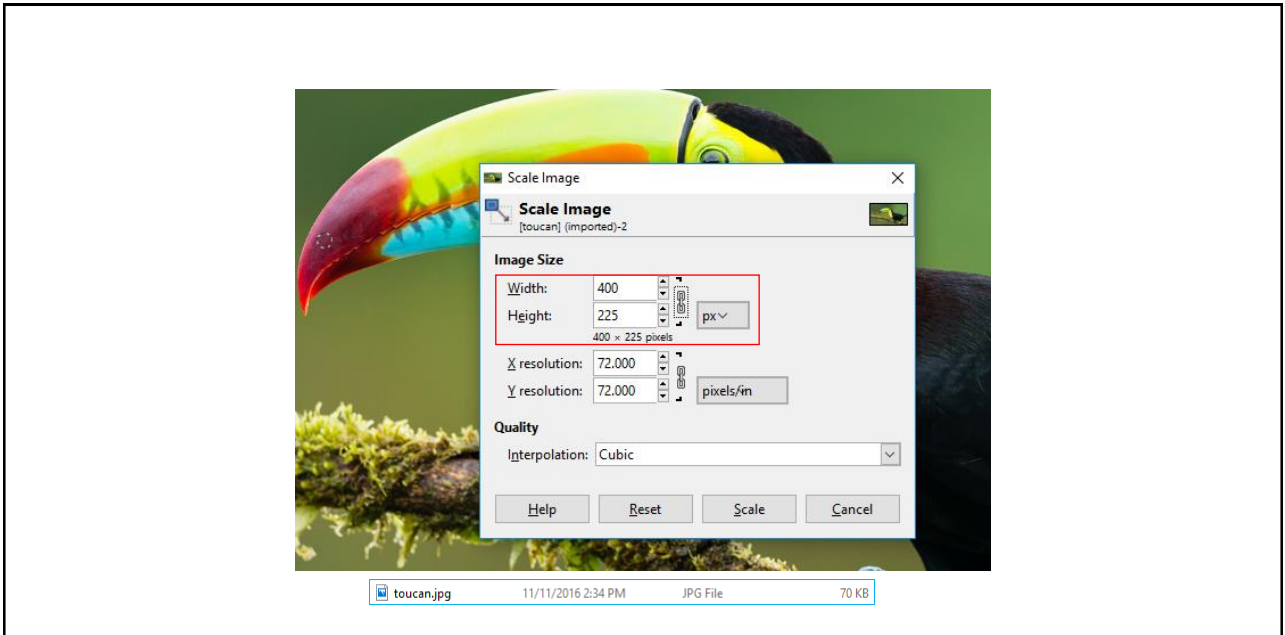 Scale Image
Scale Image
[toucan] (imported)-2
Image Size
Width: 400
Height: 225 px
400 × 225 pixels
X resolution: 72.000
Y resolution: 72.000 pixels/in
Quality
Interpolation: Cubic
Help Reset Scale Cancel
toucan.jpg 11/11/2016 2:34 PM JPG File 70 KB